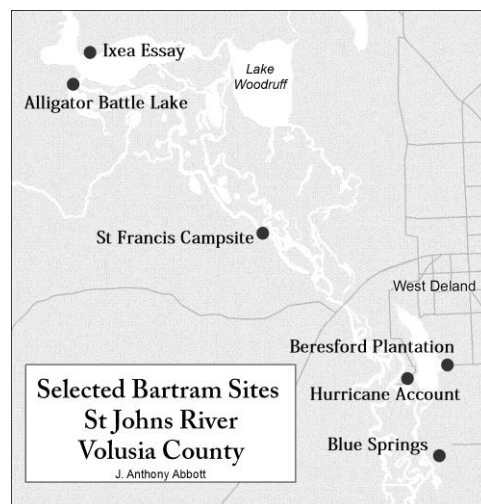 Ixea Essay
Lake
Woodruff
Alligator Battle Lake
St Francis Campsite
West Deland
Beresford Plantation
Hurricane Account
Blue Springs
Selected Bartram Sites
St Johns River
Volusia County
J. Anthony Abbott